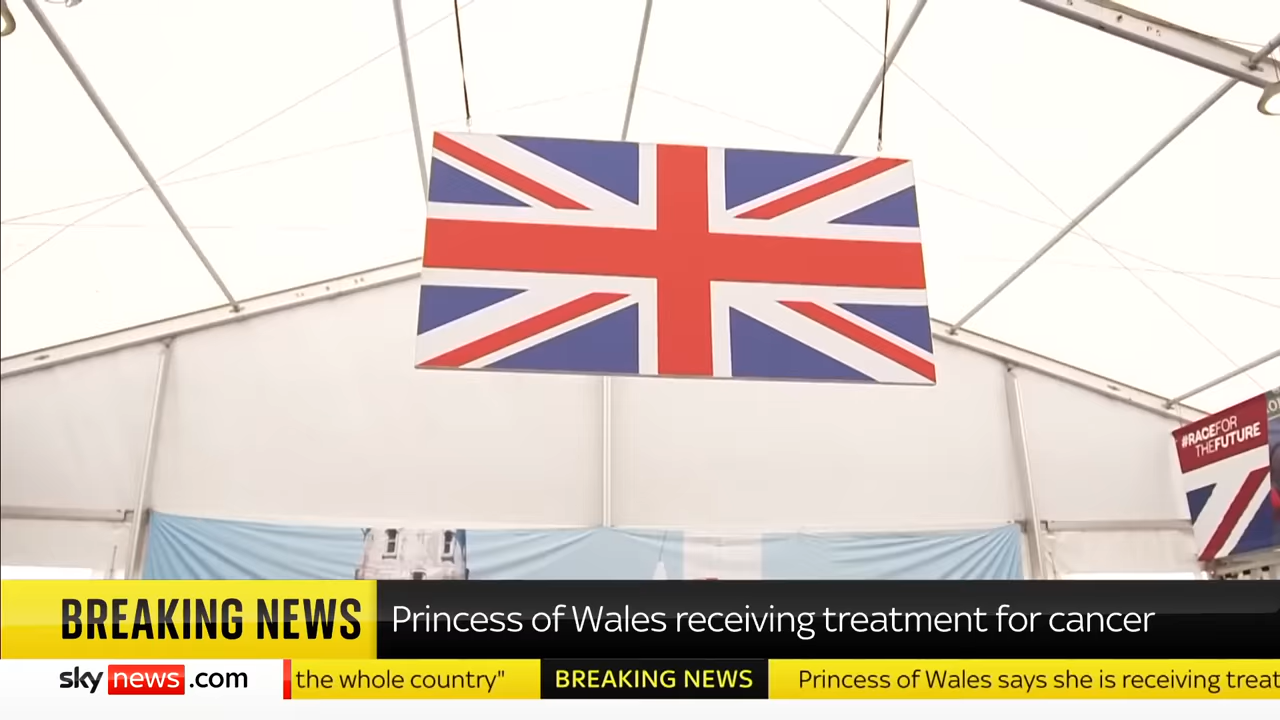 #RACEFOR
THEFUTURE
BREAKING NEWS
Princess of Wales receiving treatment for cancer
sky news.com
the whole country"
BREAKING NEWS
Princess of Wales says she is receiving treat